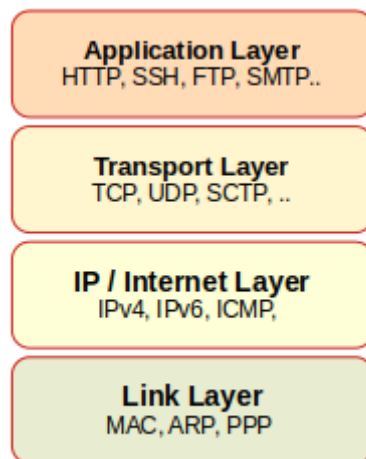 Application Layer
HTTP, SSH, FTP, SMTP..
Transport Layer
TCP, UDP, SCTP, ..
IP / Internet Layer
IPv4, IPv6, ICMP,
Link Layer
MAC, ARP, PPP